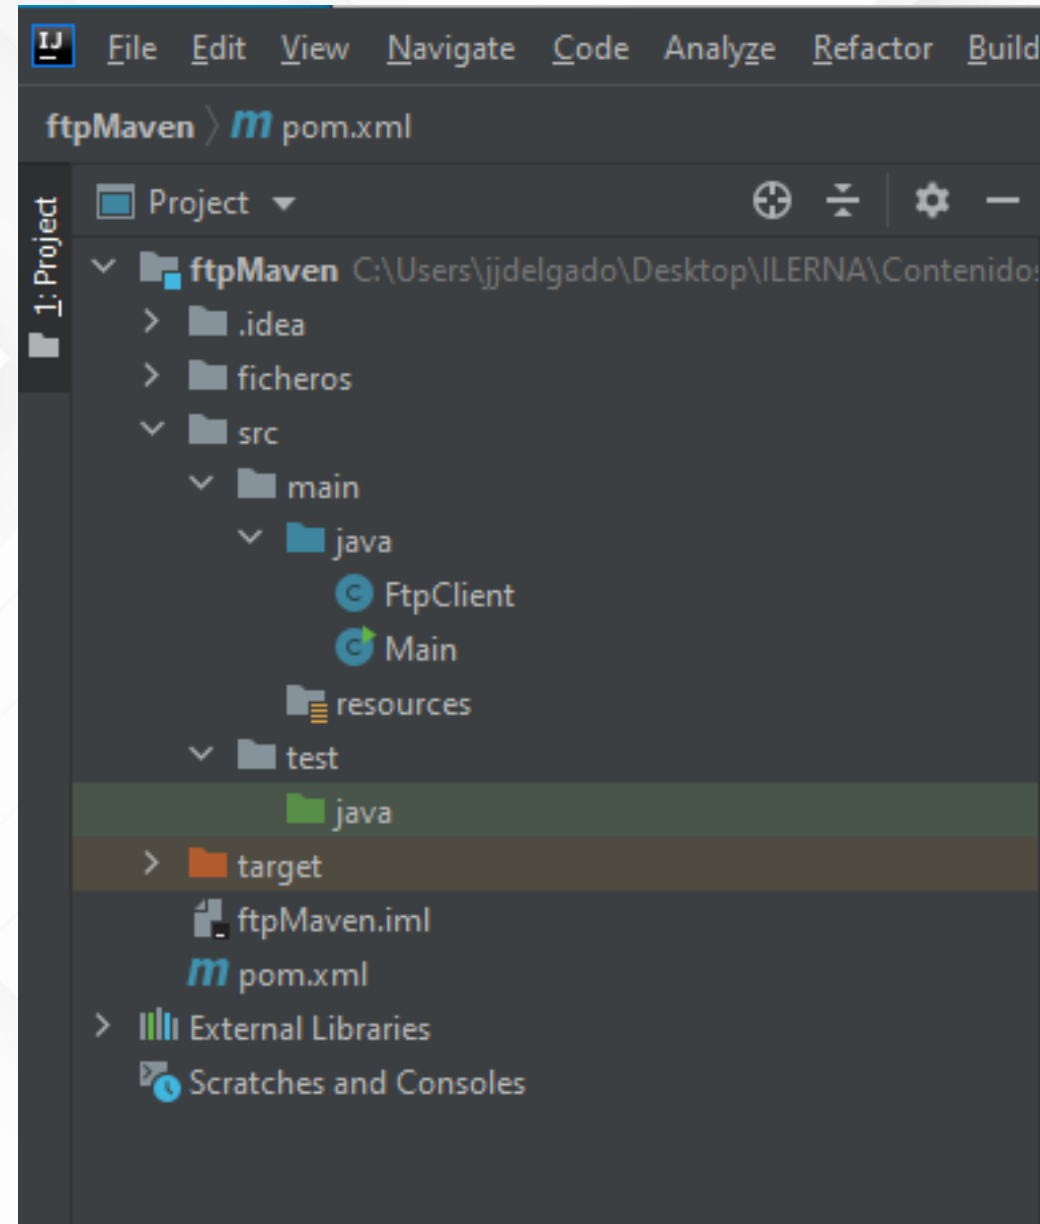 IJ File Edit View Navigate Code Analyze Refactor Build
ftpMaven pom.xml
1: Project
Project
ftpMaven C:\Users\jjdelgado\Desktop\ILERNA\Contenidos
.idea
ficheros
src
main
java
FtpClient
Main
resources
test
java
target
ftpMaven.iml
pom.xml
External Libraries
Scratches and Consoles